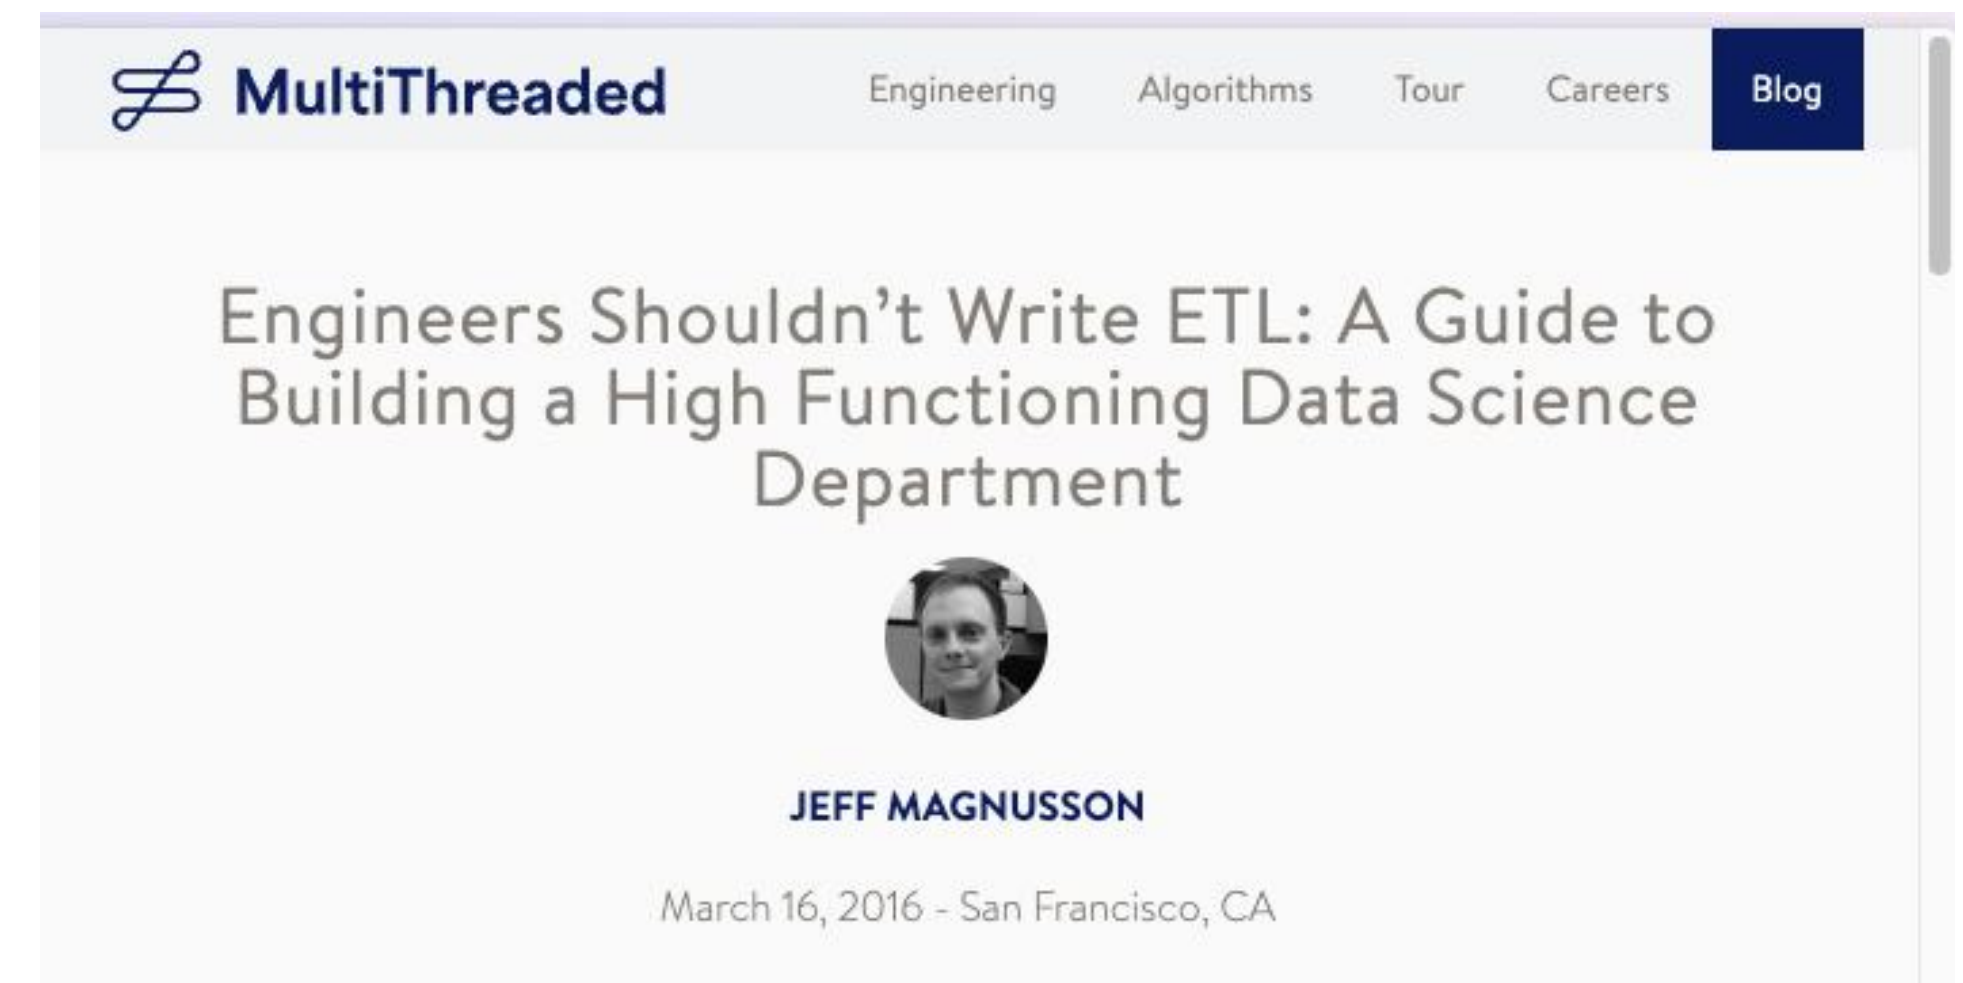 MultiThreaded
Engineering
Algorithms
Tour
Careers
Blog
Engineers Shouldn’t Write ETL: A Guide to
Building a High Functioning Data Science
Department
JEFF MAGNUSSON
March 16, 2016 - San Francisco, CA